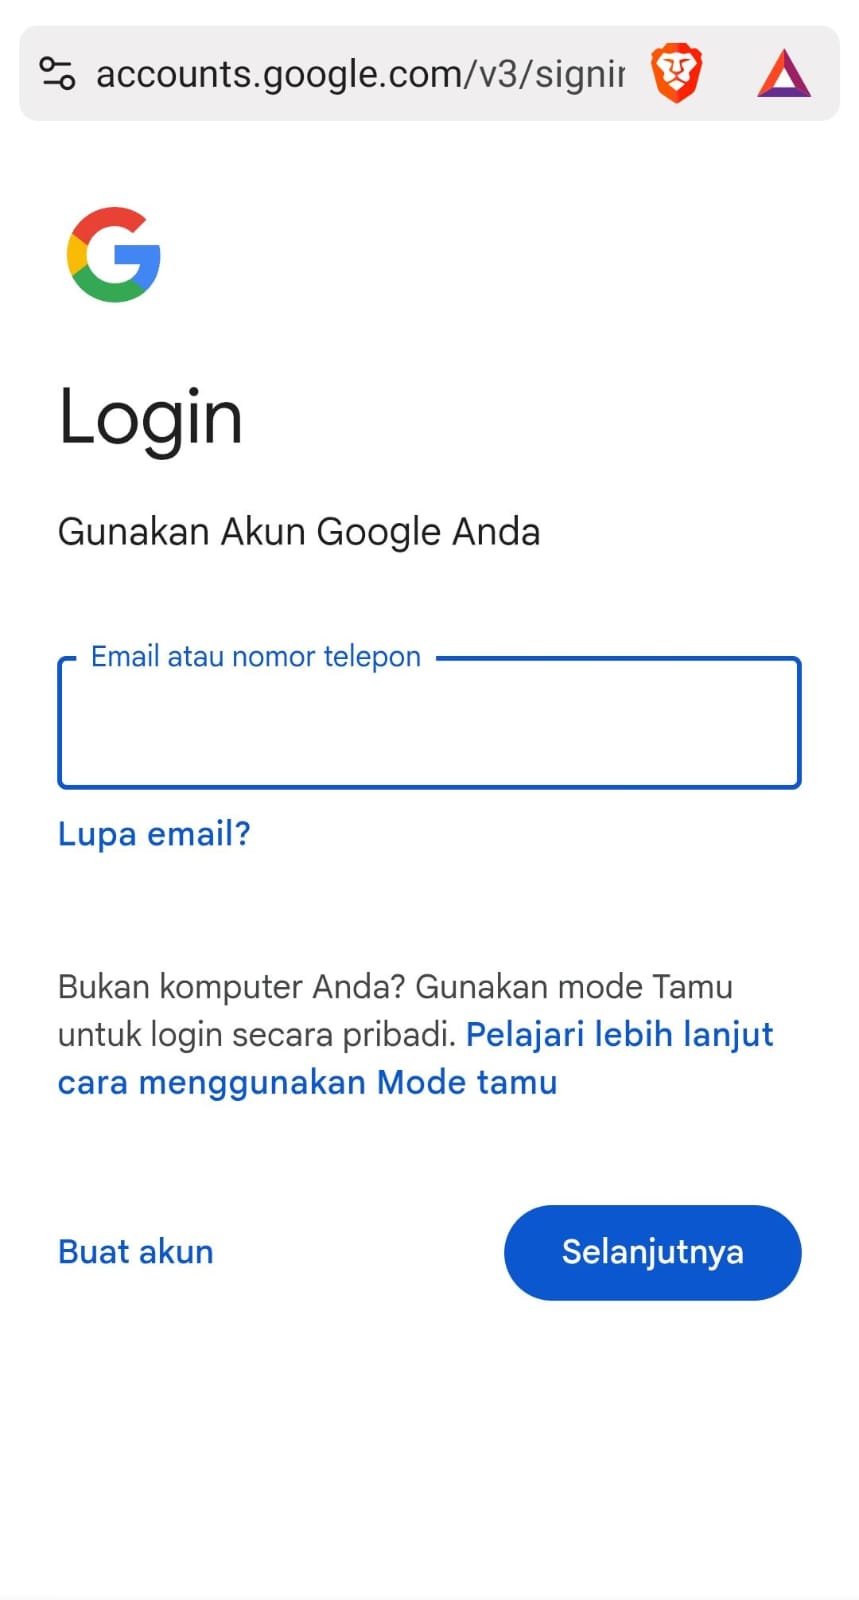 accounts.google.com/v3/signin
Login
Gunakan Akun Google Anda
Email atau nomor telepon
Lupa email?
Bukan komputer Anda? Gunakan mode Tamu
untuk login secara pribadi. Pelajari lebih lanjut
cara menggunakan Mode tamu
Buat akun
Selanjutnya